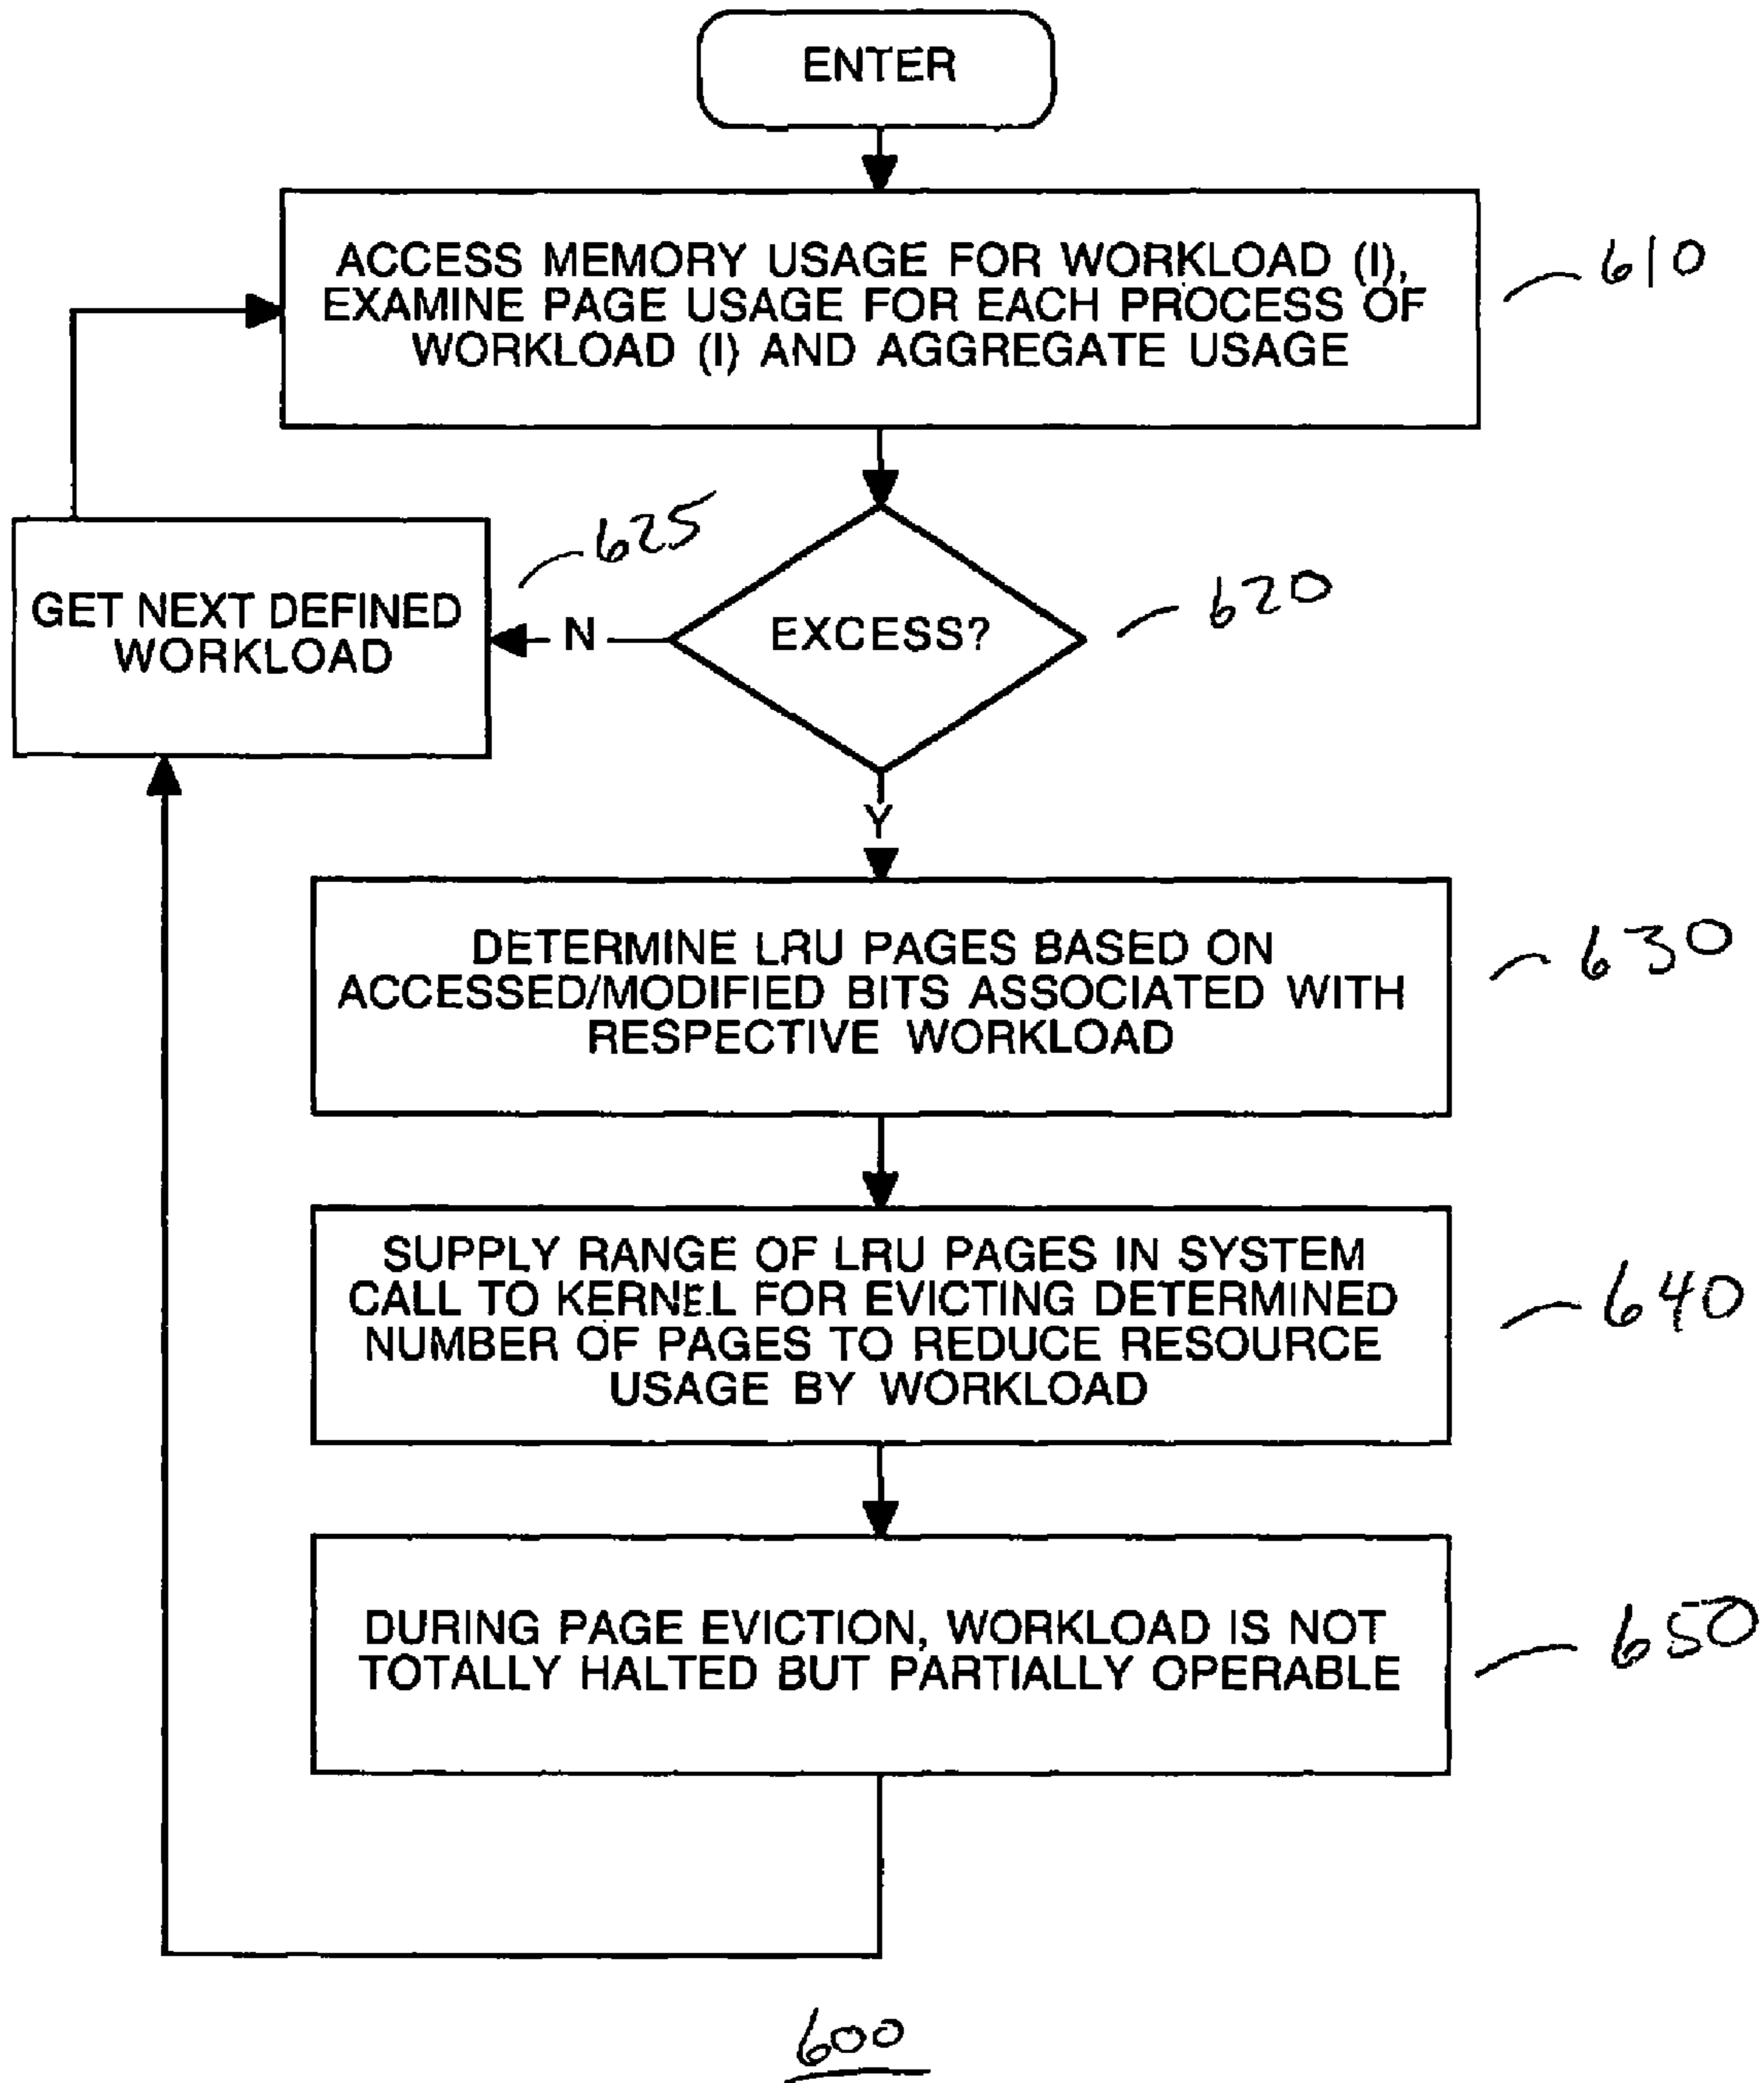 ENTER
ACCESS MEMORY USAGE FOR WORKLOAD (I),
EXAMINE PAGE USAGE FOR EACH PROCESS OF
WORKLOAD (I) AND AGGREGATE USAGE
610
625
GET NEXT DEFINED
WORKLOAD
N
EXCESS?
620
Y
DETERMINE LRU PAGES BASED ON
ACCESSED/MODIFIED BITS ASSOCIATED WITH
RESPECTIVE WORKLOAD
630
SUPPLY RANGE OF LRU PAGES IN SYSTEM
CALL TO KERNEL FOR EVICTING DETERMINED
NUMBER OF PAGES TO REDUCE RESOURCE
USAGE BY WORKLOAD
640
DURING PAGE EVICTION, WORKLOAD IS NOT
TOTALLY HALTED BUT PARTIALLY OPERABLE
650
600